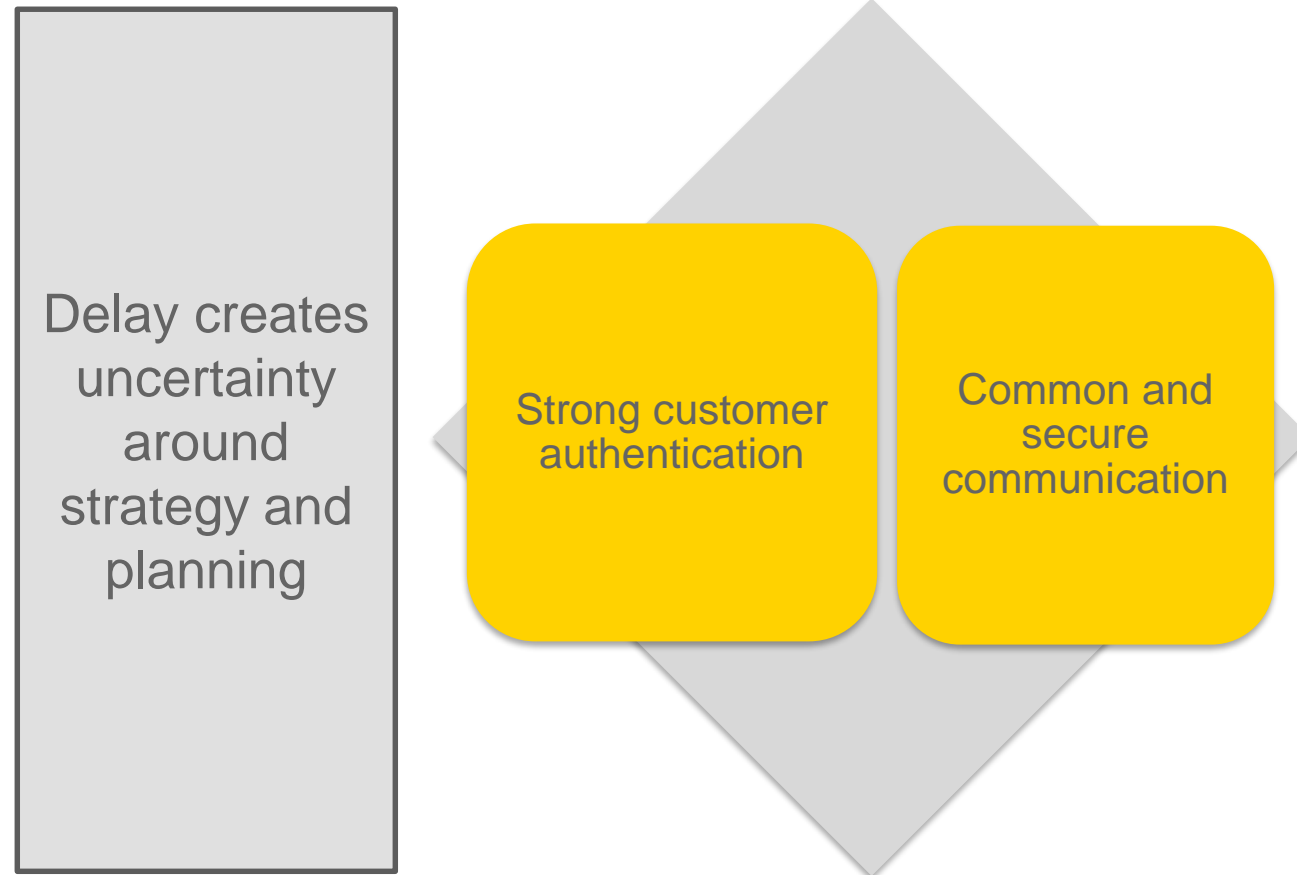 Delay creates
uncertainty
around
strategy and
planning
Strong customer
authentication
Common and
secure
communication